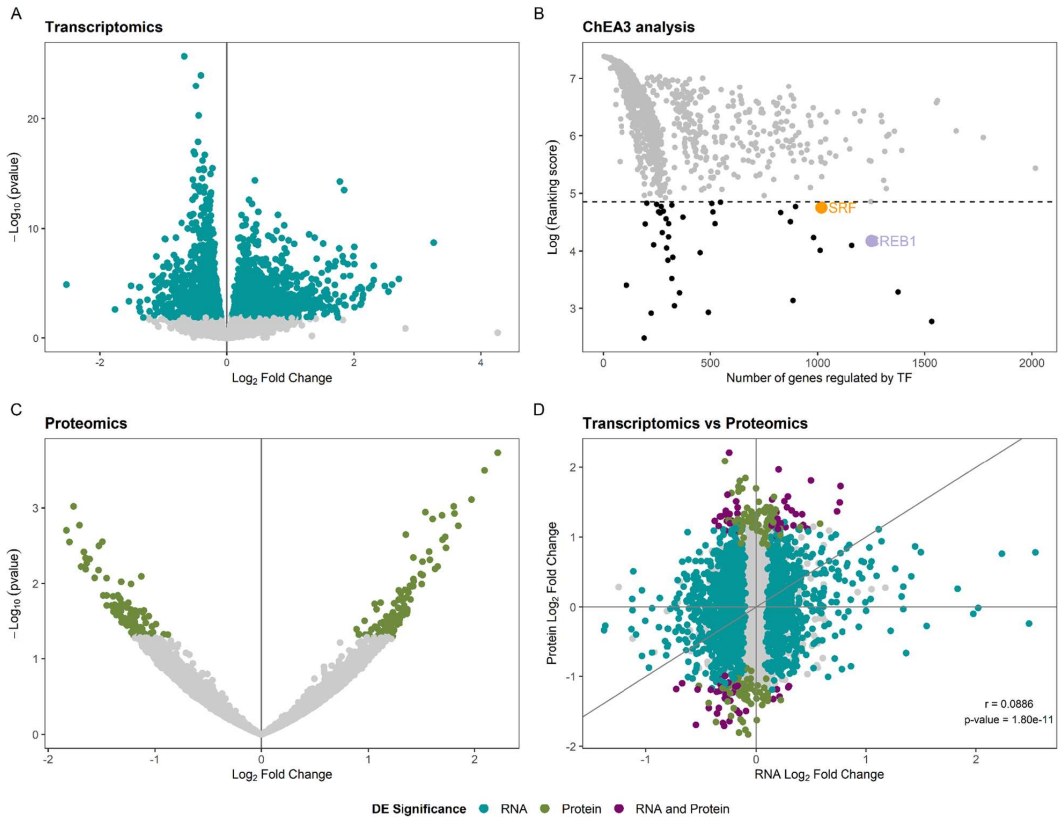 A
Transcriptomics
−Log10 (pvalue)
20
10
0
-2
0
2
4
Log2 Fold Change
B
ChEA3 analysis
Log (Ranking score)
7
6
5
4
3
SRF
CREB1
0
500
1000
1500
2000
Number of genes regulated by TF
C
Proteomics
−Log10 (pvalue)
3
2
1
0
-2
-1
0
1
2
Log2 Fold Change
D
Transcriptomics vs Proteomics
Protein Log2 Fold Change
2
1
0
-1
-2
r = 0.0886
p-value = 1.80e-11
-1
0
1
2
RNA Log2 Fold Change
DE Significance RNA Protein RNA and Protein